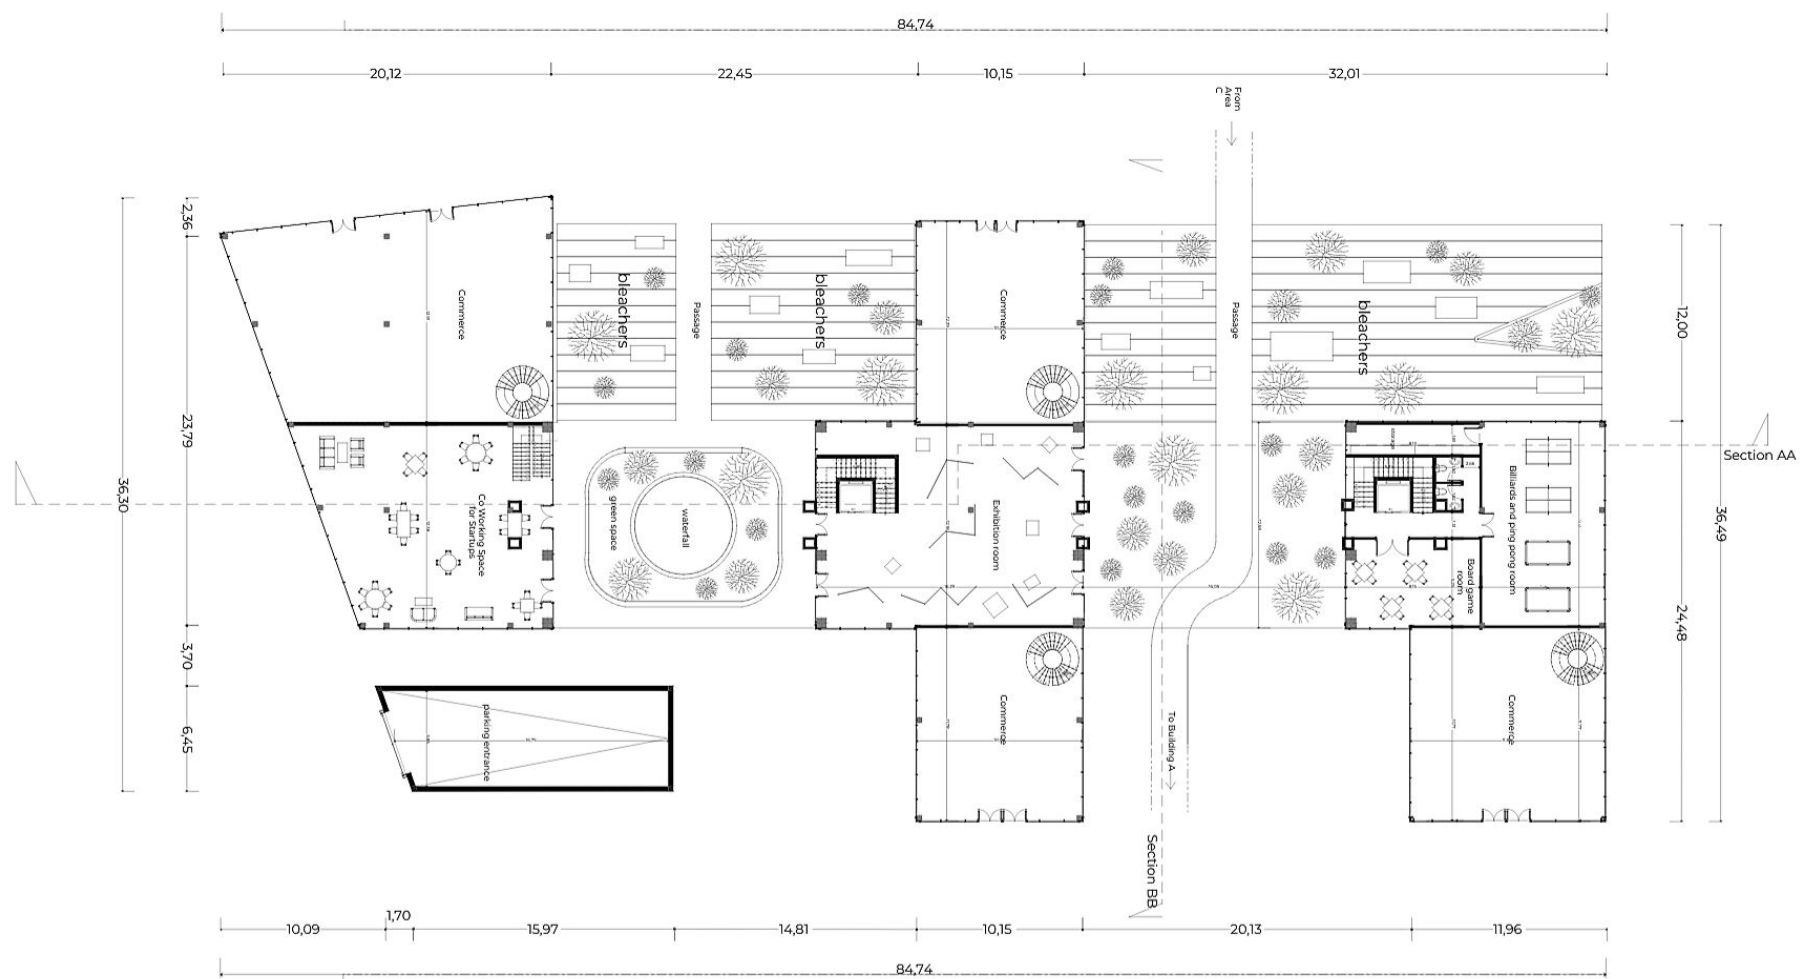 84,74
20,12
22,45
10,15
32,01
From
Area
C
2,36
23,79
36,30
3,70
6,45
Commerce
bleachers
Passage
bleachers
Commerce
Passage
bleachers
12,00
36,49
24,48
Section AA
Co Working Space
for Startups
green space
waterfall
Exhibition room
storage
Billiards and ping pong room
Board game
room
parking entrance
Commerce
To Building A
Commerce
Section BB
10,09
1,70
15,97
14,81
10,15
20,13
11,96
84,74